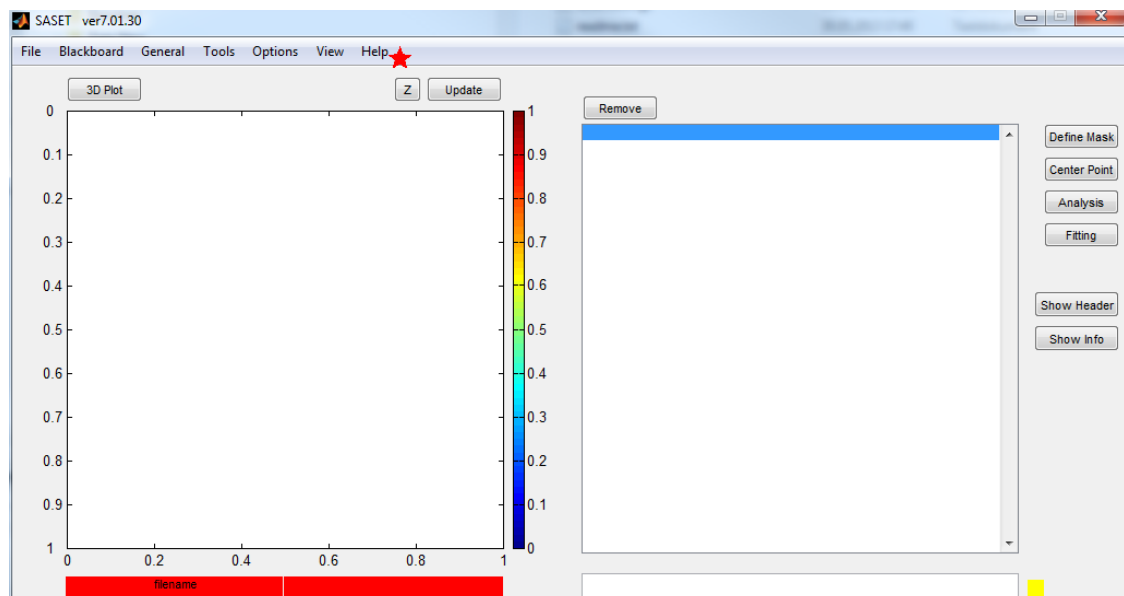 SASET ver7.01.30
File Blackboard General Tools Options View Help
3D Plot Z Update
Remove
Define Mask
Center Point
Analysis
Fitting
Show Header
Show Info
0
0.1
0.2
0.3
0.4
0.5
0.6
0.7
0.8
0.9
1
0 0.2 0.4 0.6 0.8 1
1
0.9
0.8
0.7
0.6
0.5
0.4
0.3
0.2
0.1
0
filename